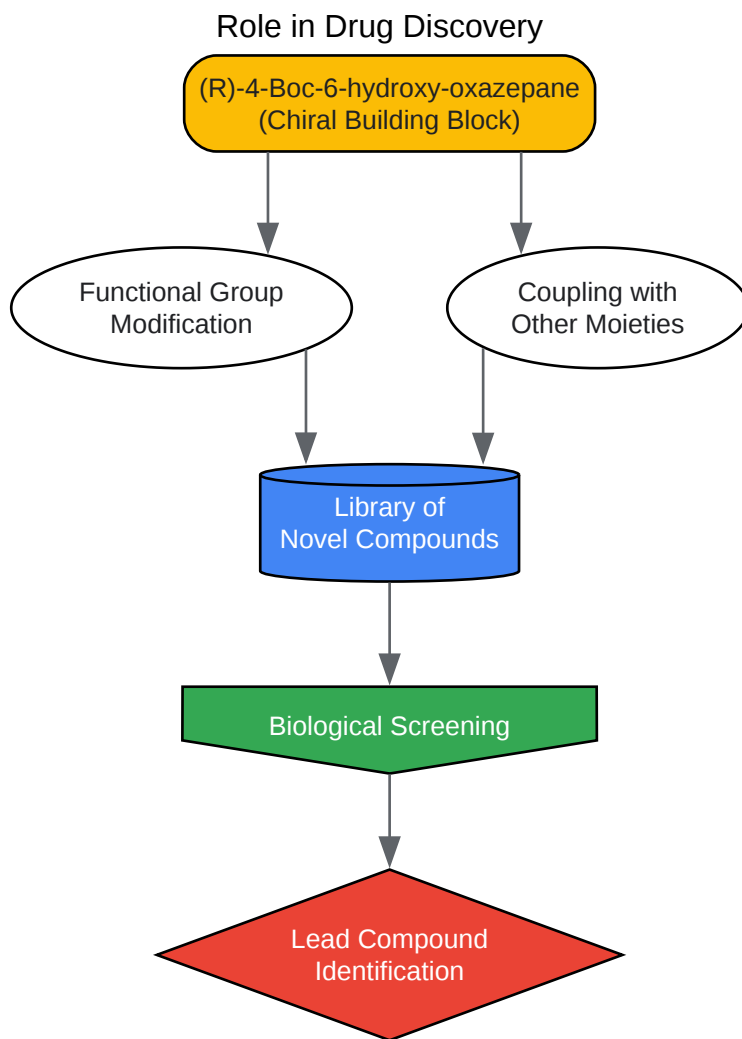 Role in Drug Discovery
(R)-4-Boc-6-hydroxy-oxazepane
(Chiral Building Block)
Functional Group
Modification
Coupling with
Other Moieties
Library of
Novel Compounds
Biological Screening
Lead Compound
Identification